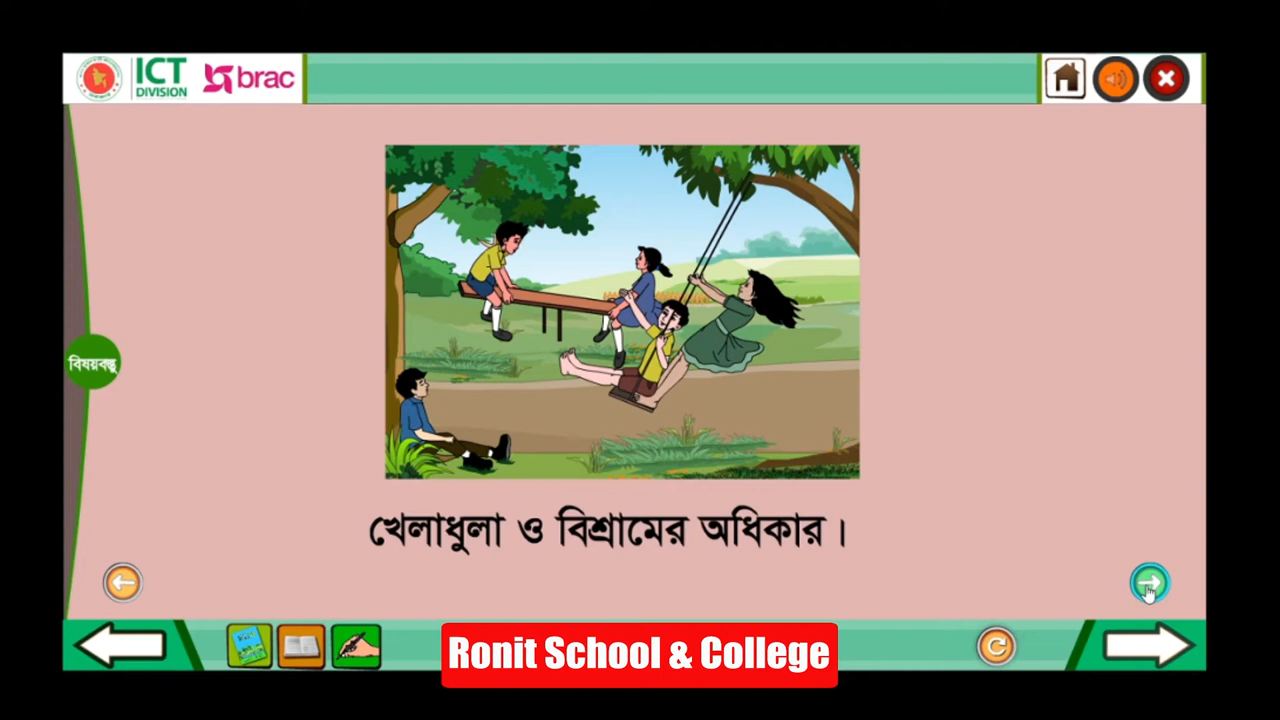 ICT
DIVISION
brac
বিষয়বস্তু
খেলাধুলা ও বিশ্রামের অধিকার।
Ronit School & College